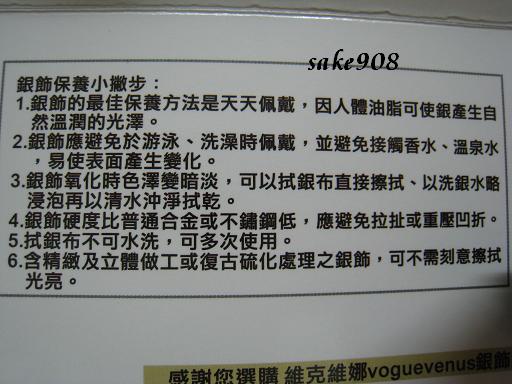 sake908
銀飾保養小撇步：
1.銀飾的最佳保養方法是天天佩戴，因人體油脂可使銀產生自
然溫潤的光澤。
2.銀飾應避免於游泳、洗澡時佩戴，並避免接觸香水、溫泉水
，易使表面產生變化。
3.銀飾氧化時色澤變暗淡，可以拭銀布直接擦拭、以洗銀水略
浸泡再以清水沖淨拭乾。
4.銀飾硬度比普通合金或不鏽鋼低，應避免拉扯或重壓凹折。
5.拭銀布不可水洗，可多次使用。
6.含精緻及立體做工或復古硫化處理之銀飾，可不需刻意擦拭
光亮。
感謝您選購 維克維娜voguevenus銀飾